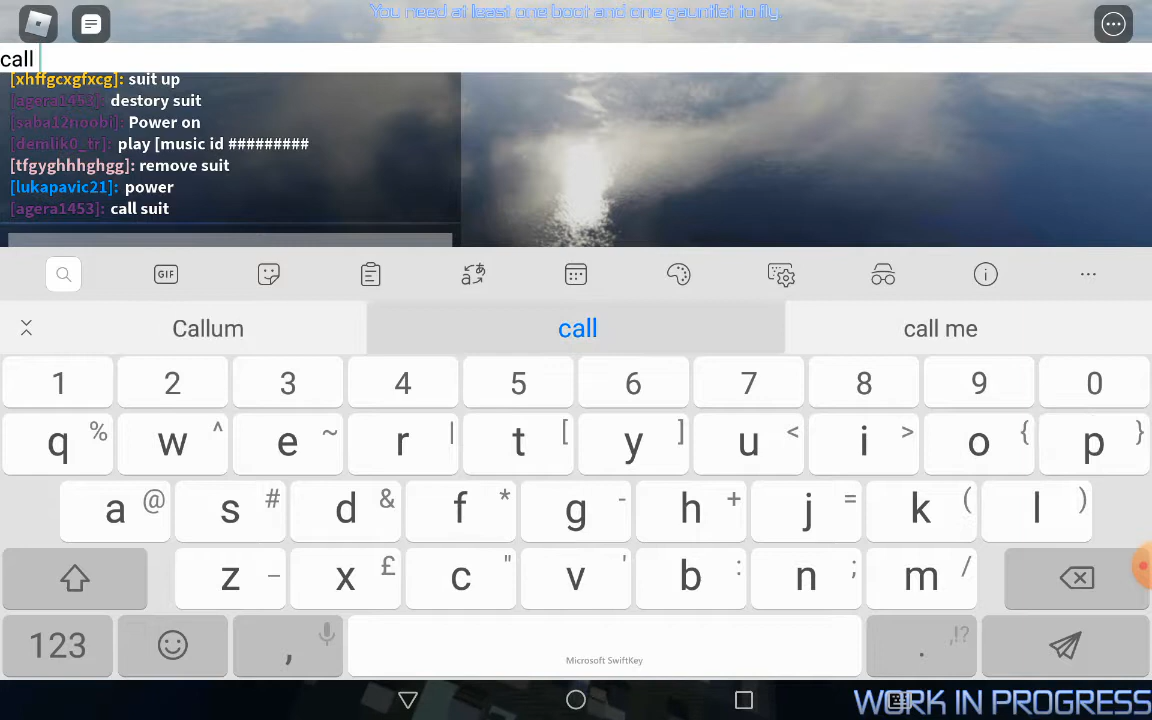 You need at least one boot and one gauntlet to fly
call
[xhffgcxgfxcg]: suit up
[agera1453]: destory suit
[saba12noobi]: Power on
[demlik0_tr]: play [music id #########
[tfgyghhhghgg]: remove suit
[lukapavic21]: power
[agera1453]: call suit
GIF
Callum call call me
1 2 3 4 5 6 7 8 9 0
q % w ^ e ~ r | t [ y ] u < i > o { p }
a @ s # d & f * g - h + j = k ( l )
z _ x £ c " v ' b : n ; m /
123 , Microsoft SwiftKey . ,!?
WORK IN PROGRESS